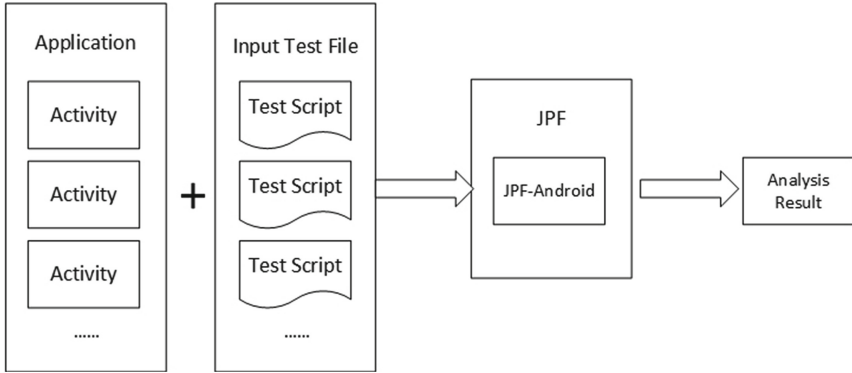 Application
Activity
Activity
Activity
......
+
Input Test File
Test Script
Test Script
Test Script
......
JPF
JPF-Android
Analysis
Result